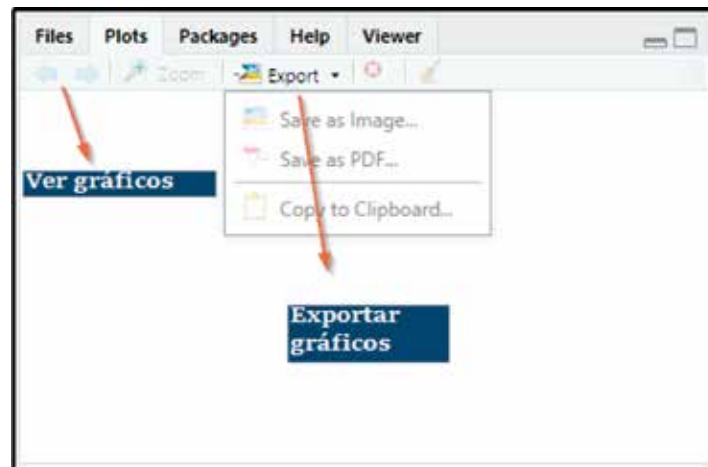 Files Plots Packages Help Viewer
Zoom Export
Save as Image...
Save as PDF...
Copy to Clipboard...
Ver gráficos
Exportar
gráficos